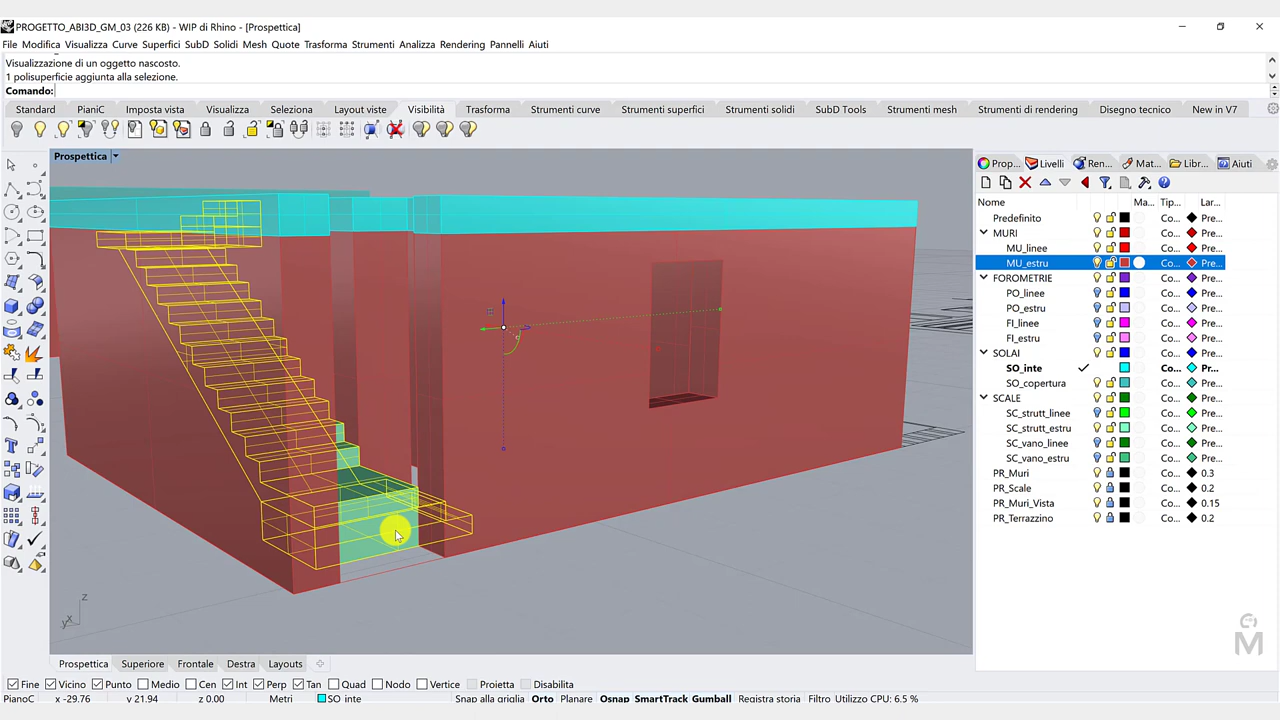 PROGETTO_ABI3D_GM_03 (226 KB) - WIP di Rhino - [Prospettica]
File Modifica Visualizza Curve Superfici SubD Solidi Mesh Quote Trasforma Strumenti Analizza Rendering Pannelli Aiuti
Visualizzazione di un oggetto nascosto.
1 polisuperficie aggiunta alla selezione.
Comando:
Standard PianiC Imposta vista Visualizza Seleziona Layout viste Visibilità Trasforma Strumenti curve Strumenti superfici Strumenti solidi SubD Tools Strumenti mesh Strumenti di rendering Disegno tecnico New in V7
Prospettica
Prop... Livelli Ren... Mat... Libr... Aiuti
Nome Ma... Tip... Lar...
Predefinito Co... Pre...
MURI Co... Pre...
MU_linee Co... Pre...
MU_estru Co... Pre...
FOROMETRIE Co... Pre...
PO_linee Co... Pre...
PO_estru Co... Pre...
FI_linee Co... Pre...
FI_estru Co... Pre...
SOLAI Co... Pre...
SO_inte Co... Pr...
SO_copertura Co... Pre...
SCALE Co... Pre...
SC_strutt_linee Co... Pre...
SC_strutt_estru Co... Pre...
SC_vano_linee Co... Pre...
SC_vano_estru Co... Pre...
PR_Muri Co... 0.3
PR_Scale Co... 0.2
PR_Muri_Vista Co... 0.15
PR_Terrazzino Co... 0.2
z
y x
M
Prospettica Superiore Frontale Destra Layouts
Fine Vicino Punto Medio Cen Int Perp Tan Quad Nodo Vertice Proietta Disabilita
PianoC x -29.76 y 21.94 z 0.00 Metri SO_inte Snap alla griglia Orto Planare Osnap SmartTrack Gumball Registra storia Filtro Utilizzo CPU: 6.5 %